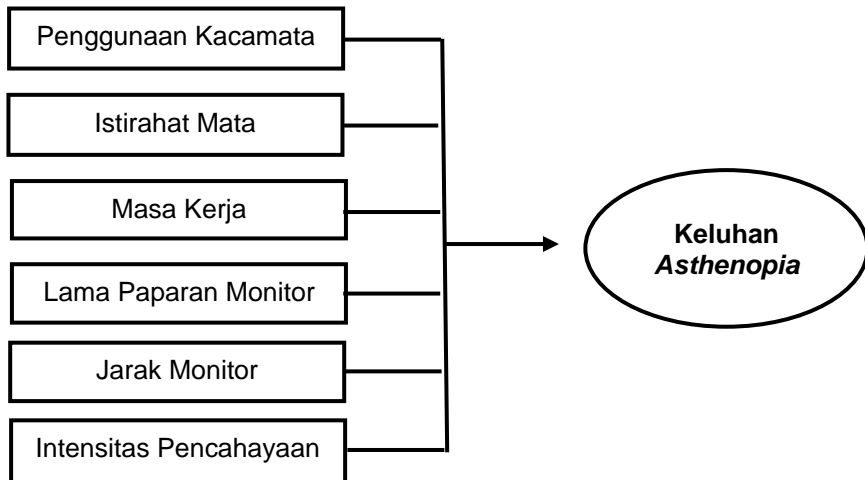 Penggunaan Kacamata
Istirahat Mata
Masa Kerja
Lama Paparan Monitor
Jarak Monitor
Intensitas Pencahayaan
Keluhan
Asthenopia